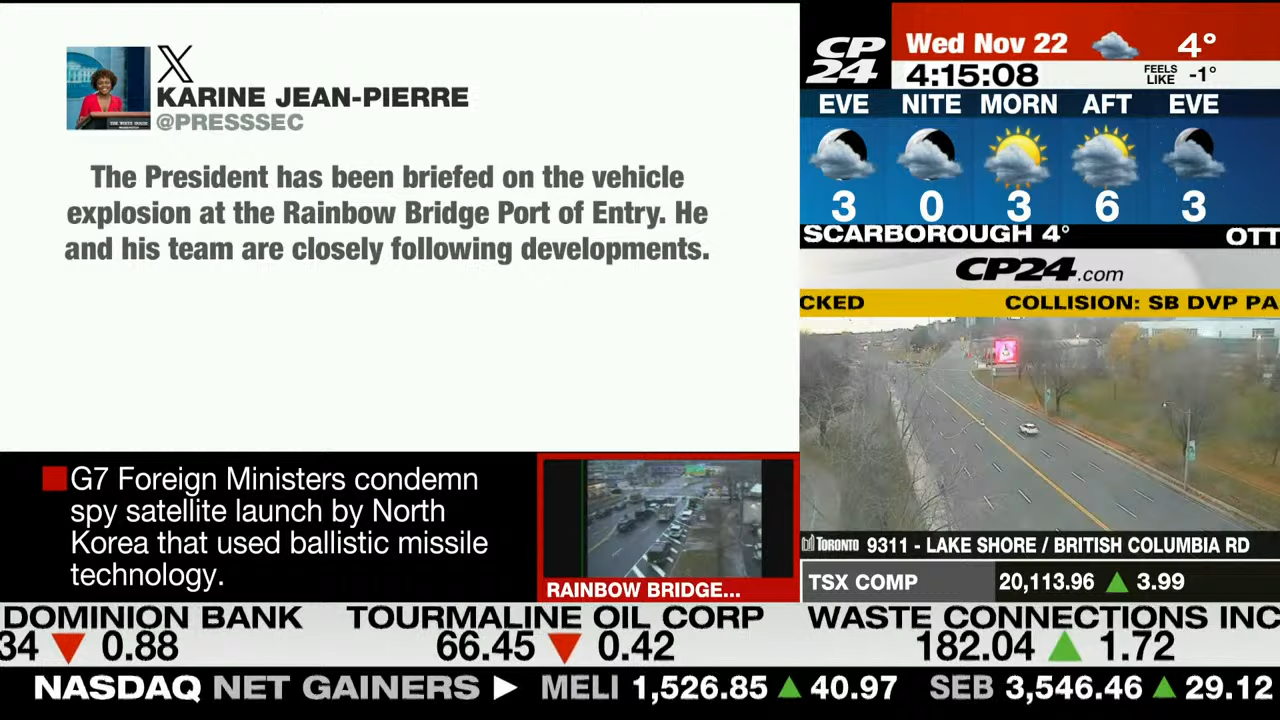 X
KARINE JEAN-PIERRE
@PRESSSEC
The President has been briefed on the vehicle
explosion at the Rainbow Bridge Port of Entry. He
and his team are closely following developments.
G7 Foreign Ministers condemn
spy satellite launch by North
Korea that used ballistic missile
technology.
RAINBOW BRIDGE...
CP
24
Wed Nov 22
4°
4:15:08
FEELS
LIKE -1°
EVE NITE MORN AFT EVE
3 0 3 6 3
SCARBOROUGH 4° OTT
CP24.com
CKED COLLISION: SB DVP PA
TORONTO 9311 - LAKE SHORE / BRITISH COLUMBIA RD
TSX COMP 20,113.96 ▲ 3.99
DOMINION BANK TOURMALINE OIL CORP WASTE CONNECTIONS INC
34 ▼ 0.88 66.45 ▼ 0.42 182.04 ▲ 1.72
NASDAQ NET GAINERS ► MELI 1,526.85 ▲ 40.97 SEB 3,546.46 ▲ 29.12